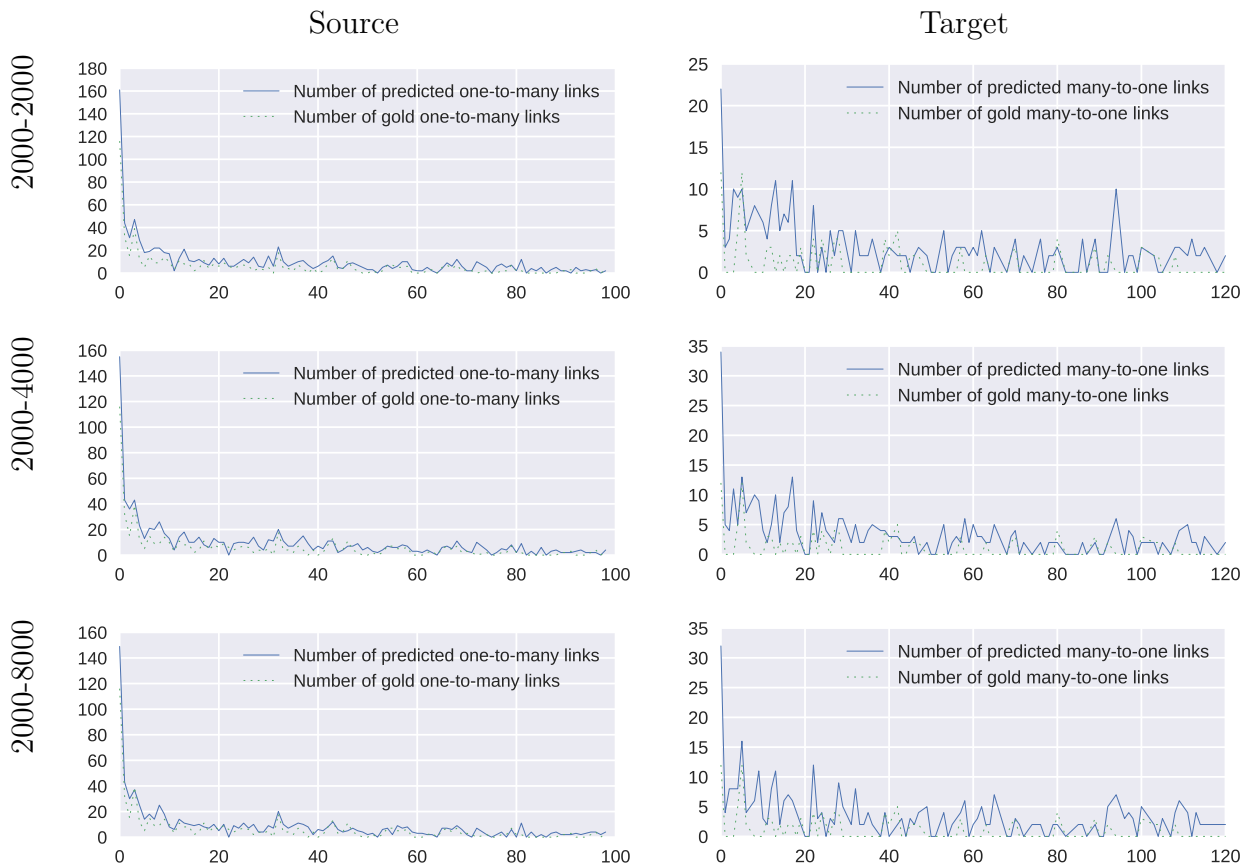 Source
Target
2000-2000
180
160
140
120
100
80
60
40
20
0
Number of predicted one-to-many links
Number of gold one-to-many links
0 20 40 60 80 100
25
20
15
10
5
0
Number of predicted many-to-one links
Number of gold many-to-one links
0 20 40 60 80 100 120
2000-4000
160
140
120
100
80
60
40
20
0
Number of predicted one-to-many links
Number of gold one-to-many links
0 20 40 60 80 100
35
30
25
20
15
10
5
0
Number of predicted many-to-one links
Number of gold many-to-one links
0 20 40 60 80 100 120
2000-8000
160
140
120
100
80
60
40
20
0
Number of predicted one-to-many links
Number of gold one-to-many links
0 20 40 60 80 100
35
30
25
20
15
10
5
0
Number of predicted many-to-one links
Number of gold many-to-one links
0 20 40 60 80 100 120